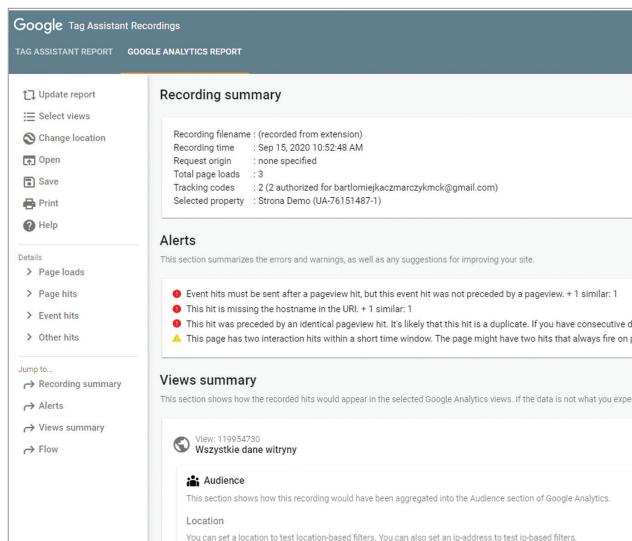 Google Tag Assistant Recordings
TAG ASSISTANT REPORT GOOGLE ANALYTICS REPORT
Update report
Select views
Change location
Open
Save
Print
Help
Details
Page loads
Page hits
Event hits
Other hits
Jump to...
Recording summary
Alerts
Views summary
Flow
Recording summary
Recording filename : (recorded from extension)
Recording time : Sep 15, 2020 10:52:48 AM
Request origin : none specified
Total page loads : 3
Tracking codes : 2 (2 authorized for bartlomiejkaczmarczykmck@gmail.com)
Selected property : Strona Demo (UA-76151487-1)
Alerts
This section summarizes the errors and warnings, as well as any suggestions for improving your site.
Event hits must be sent after a pageview hit, but this event hit was not preceded by a pageview. + 1 similar: 1
This hit is missing the hostname in the URI. + 1 similar: 1
This hit was preceded by an identical pageview hit. It's likely that this hit is a duplicate. If you have consecutive d
This page has two interaction hits within a short time window. The page might have two hits that always fire on p
Views summary
This section shows how the recorded hits would appear in the selected Google Analytics views. If the data is not what you expe
View: 119954730
Wszystkie dane witryny
Audience
This section shows how this recording would have been aggregated into the Audience section of Google Analytics.
Location
You can set a location to test location-based filters. You can also set an ip-address to test ip-based filters.